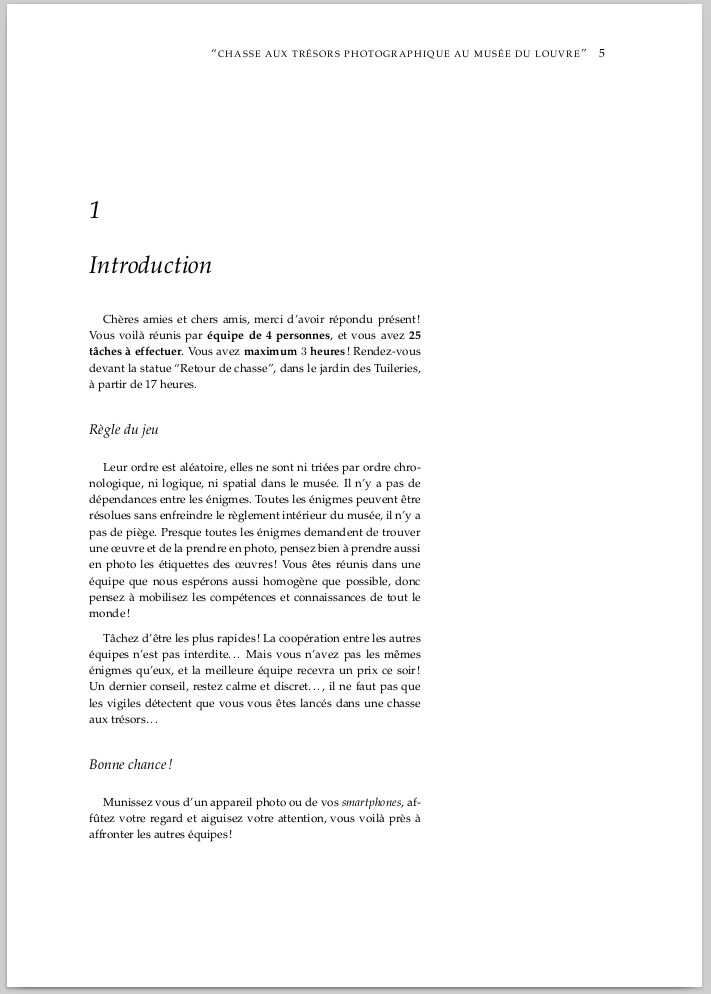 “CHASSE AUX TRÉSORS PHOTOGRAPHIQUE AU MUSÉE DU LOUVRE” 5
1
Introduction
Chères amies et chers amis, merci d’avoir répondu présent !
Vous voilà réunis par équipe de 4 personnes, et vous avez 25
tâches à effectuer. Vous avez maximum 3 heures ! Rendez-vous
devant la statue “Retour de chasse”, dans le jardin des Tuileries,
à partir de 17 heures.
Règle du jeu
Leur ordre est aléatoire, elles ne sont ni triées par ordre chro-
nologique, ni logique, ni spatial dans le musée. Il n’y a pas de
dépendances entre les énigmes. Toutes les énigmes peuvent être
résolues sans enfreindre le règlement intérieur du musée, il n’y a
pas de piège. Presque toutes les énigmes demandent de trouver
une œuvre et de la prendre en photo, pensez bien à prendre aussi
en photo les étiquettes des œuvres ! Vous êtes réunis dans une
équipe que nous espérons aussi homogène que possible, donc
pensez à mobilisez les compétences et connaissances de tout le
monde !
Tâchez d’être les plus rapides ! La coopération entre les autres
équipes n’est pas interdite… Mais vous n’avez pas les mêmes
énigmes qu’eux, et la meilleure équipe recevra un prix ce soir !
Un dernier conseil, restez calme et discret…, il ne faut pas que
les vigiles détectent que vous vous êtes lancés dans une chasse
aux trésors…
Bonne chance !
Munissez vous d’un appareil photo ou de vos smartphones, af-
fûtez votre regard et aiguisez votre attention, vous voilà près à
affronter les autres équipes !